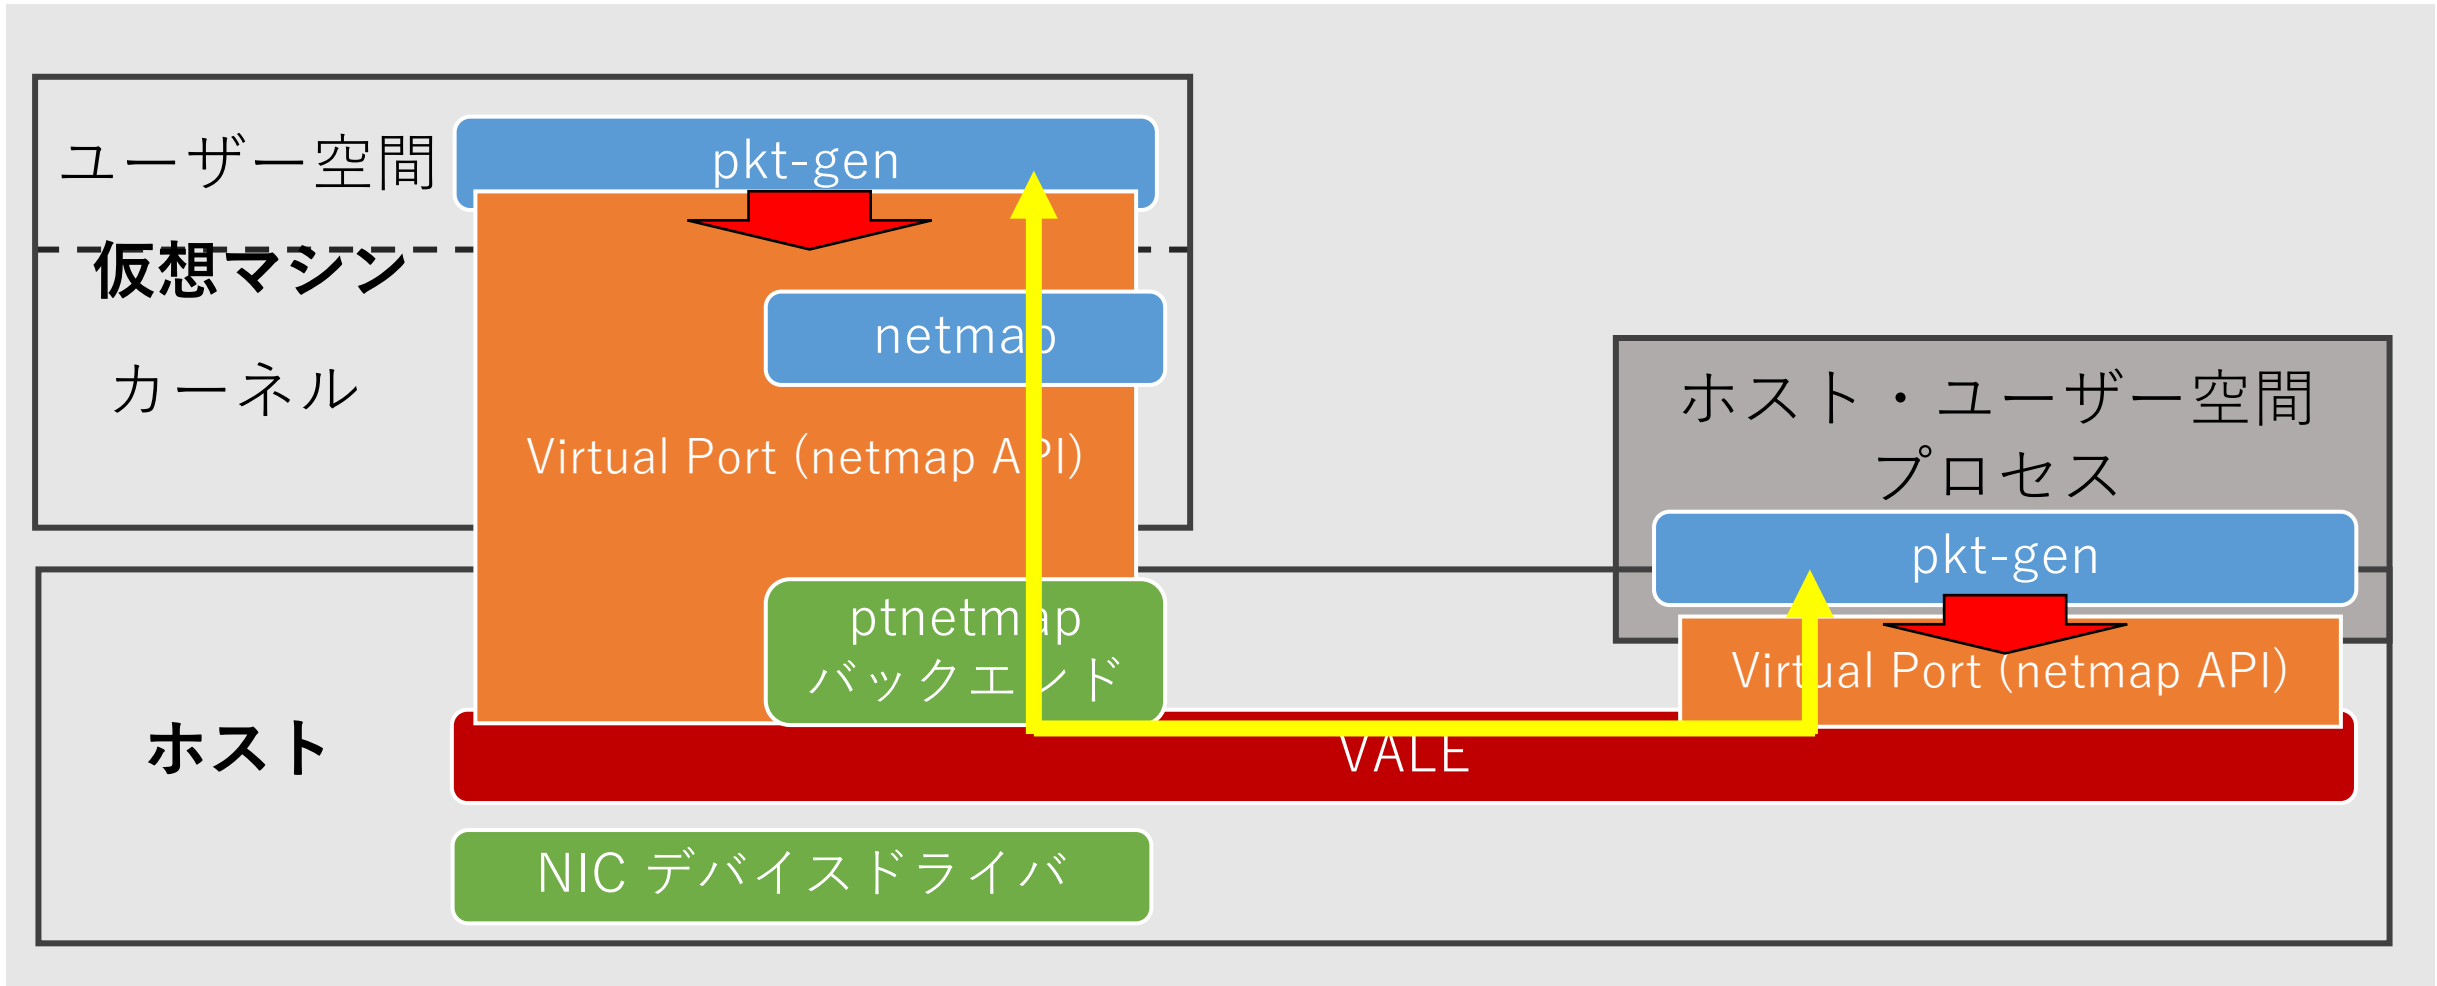 ユーザー空間
pkt-gen
仮想マシン
netmap
カーネル
Virtual Port (netmap API)
ホスト・ユーザー空間
プロセス
pkt-gen
ptnetmap
バックエンド
Virtual Port (netmap API)
ホスト
VALE
NIC デバイスドライバ